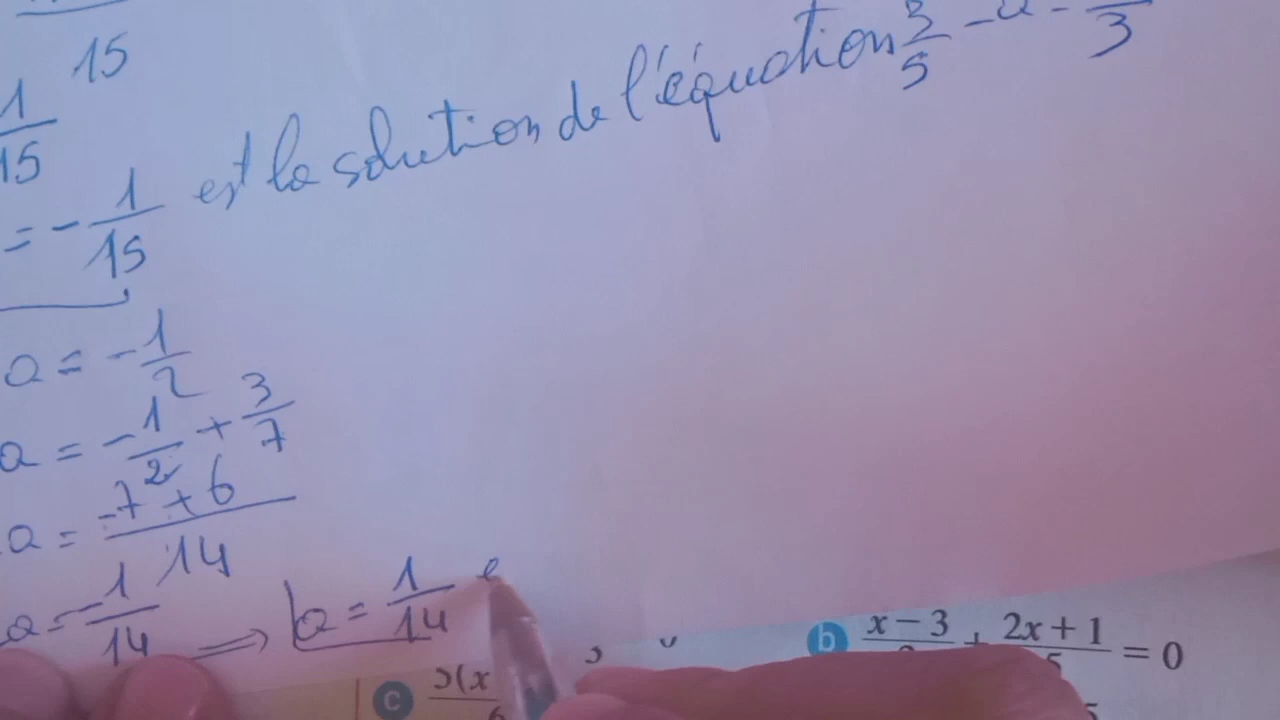 15
1/15
= -1/15 est la solution de l'équation 3/5 - a - /3
a = -1/2
a = -1/2 + 3/7
a = -7+6/14
a = -1/14 ⟹ a = 1/14 e
b x-3/ + 2x+1/5 = 0
c (x/6